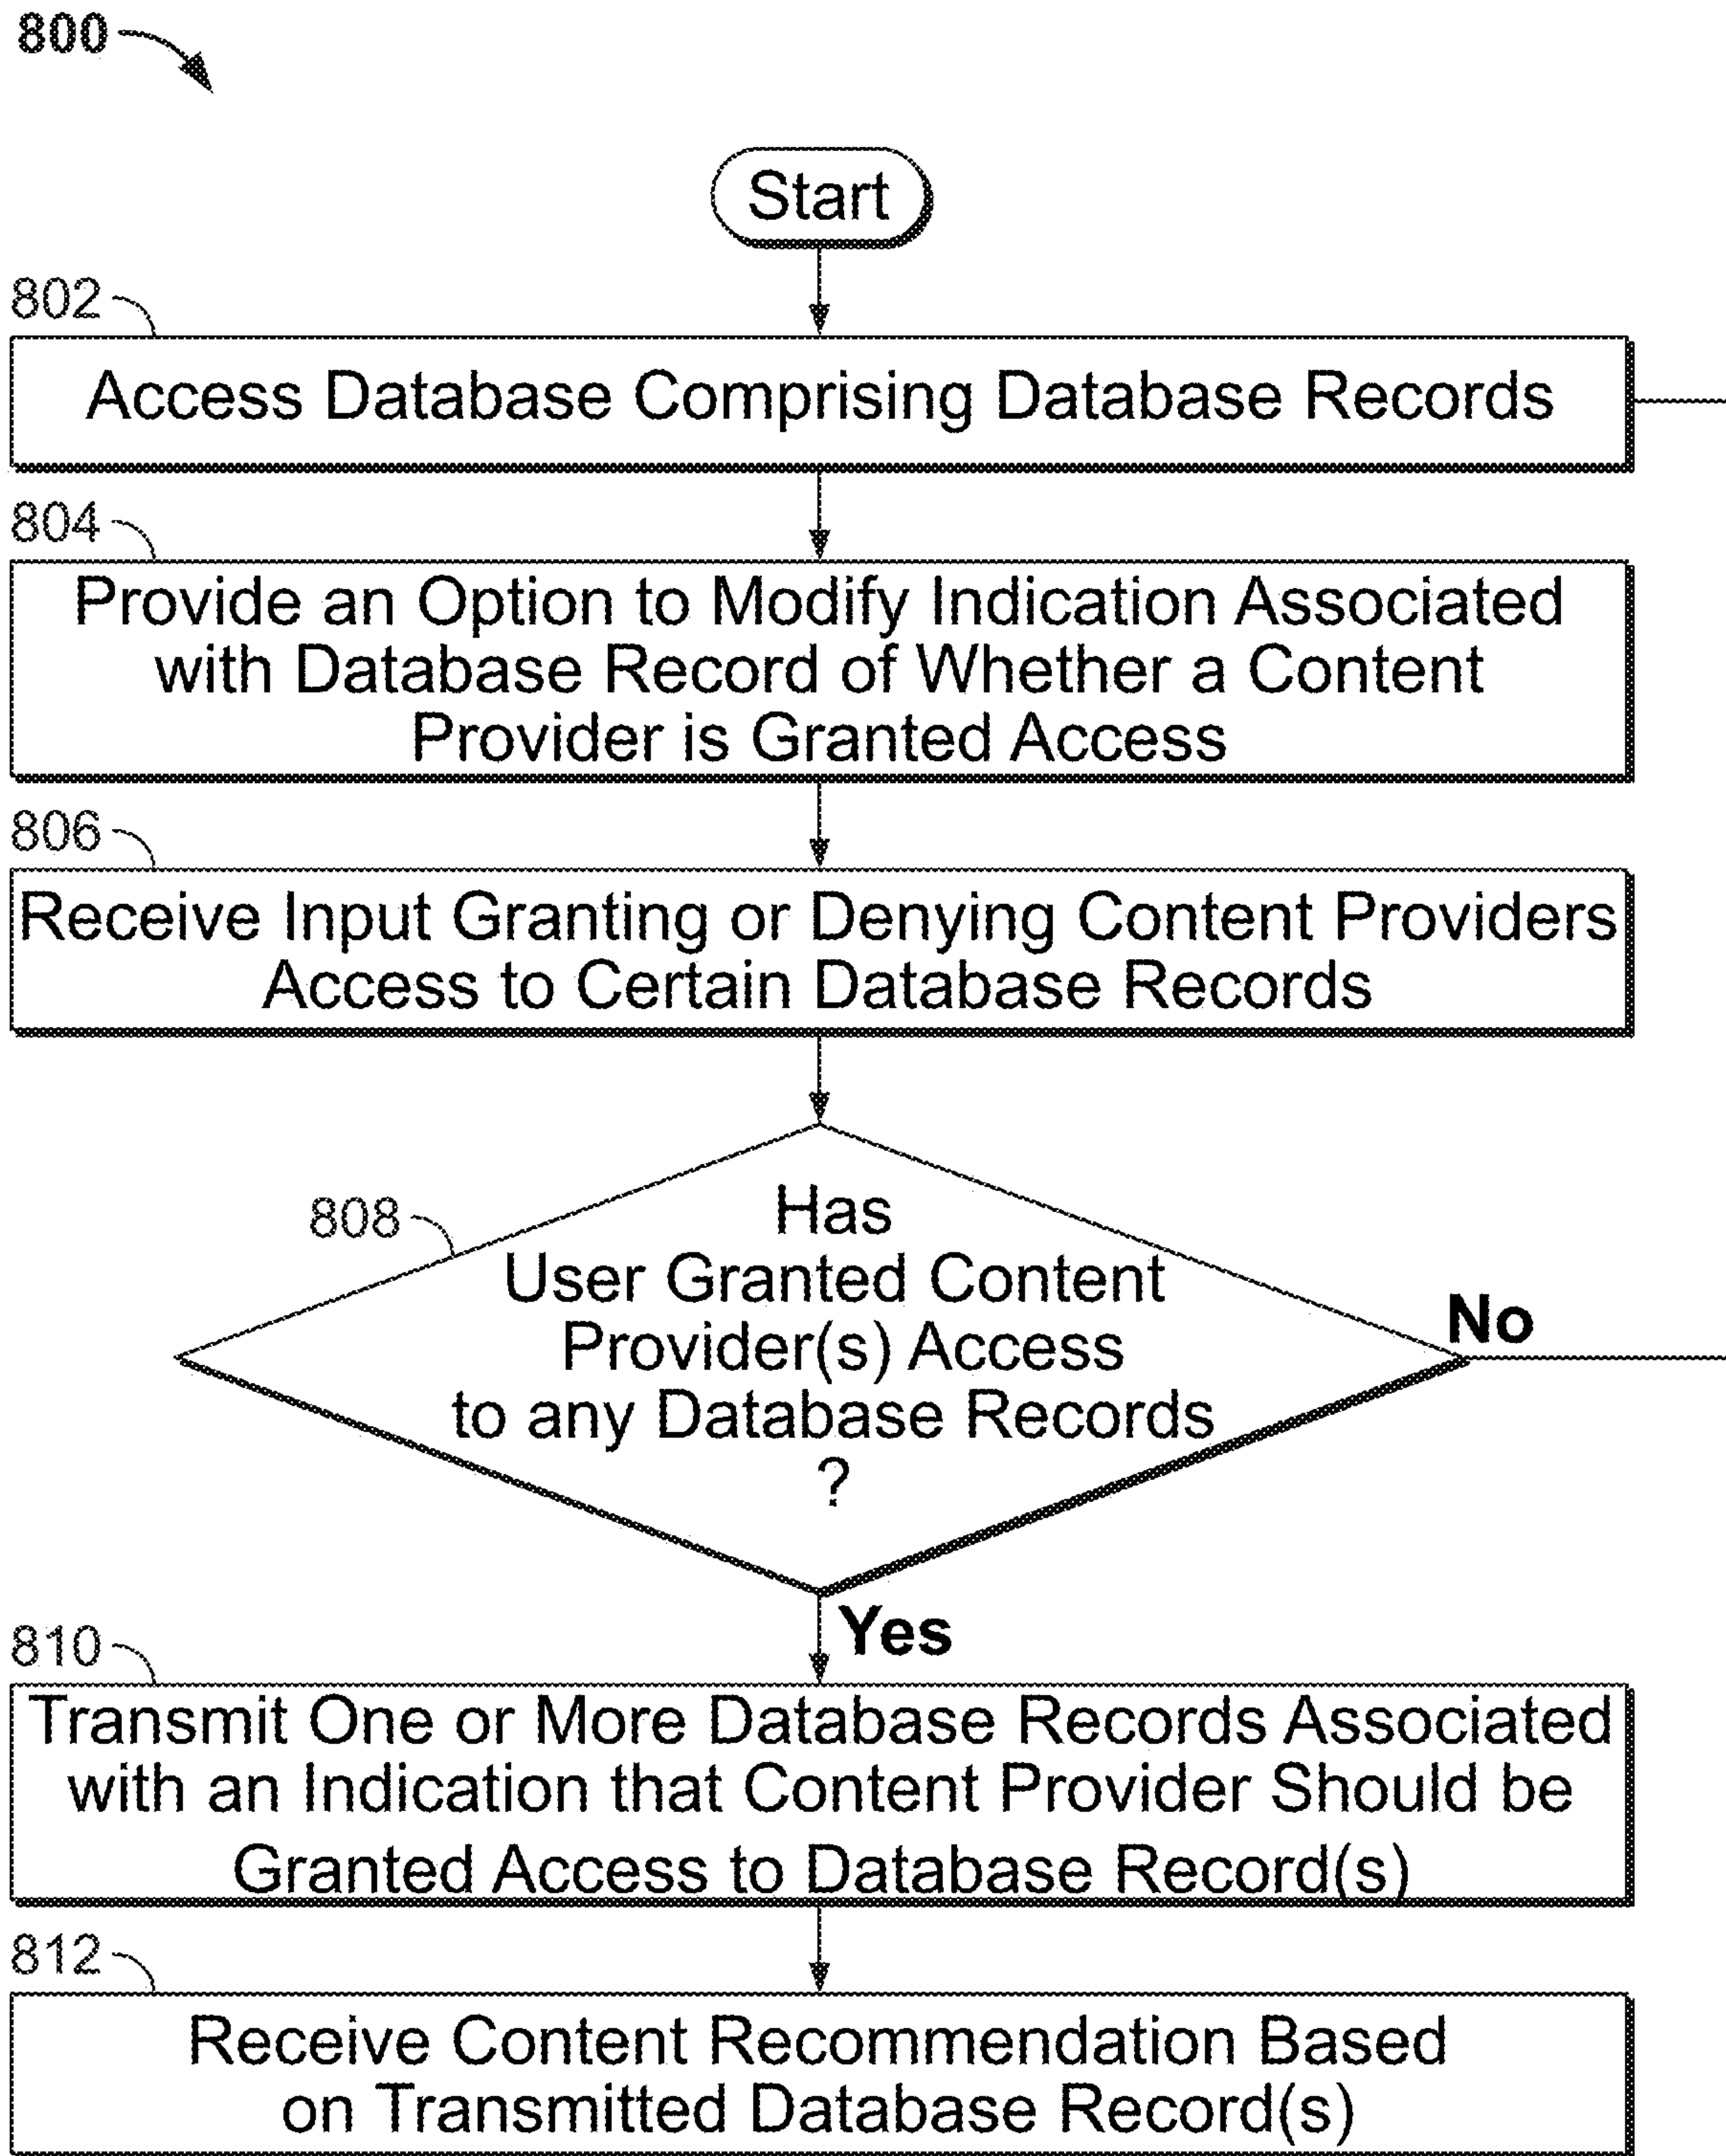 800
Start
802
Access Database Comprising Database Records
804
Provide an Option to Modify Indication Associated
with Database Record of Whether a Content
Provider is Granted Access
806
Receive Input Granting or Denying Content Providers
Access to Certain Database Records
808
Has
User Granted Content
Provider(s) Access
to any Database Records
?
No
Yes
810
Transmit One or More Database Records Associated
with an Indication that Content Provider Should be
Granted Access to Database Record(s)
812
Receive Content Recommendation Based
on Transmitted Database Record(s)